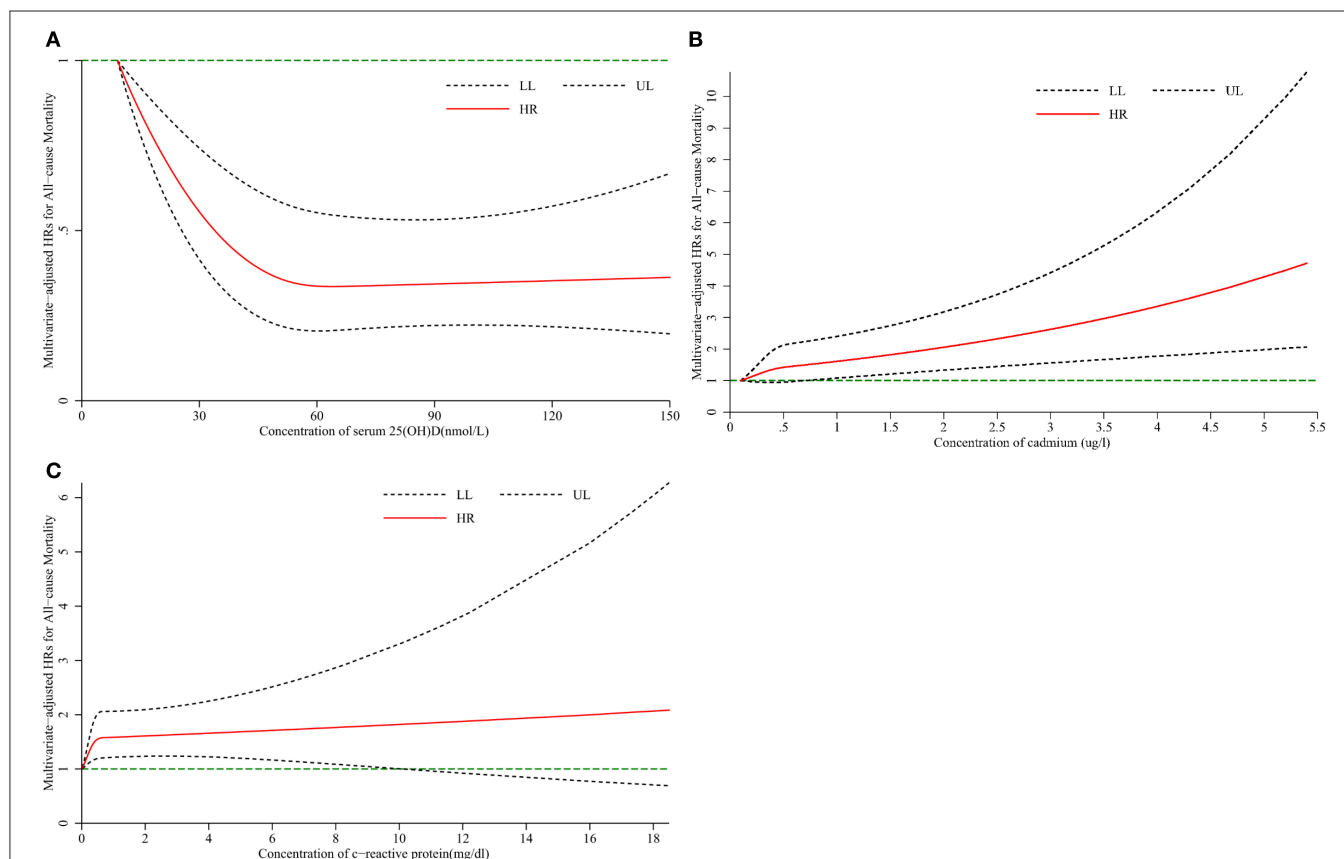 A
Multivariate-adjusted HRs for All-cause Mortality
1
.5
0
LL UL
HR
0 30 60 90 120 150
Concentration of serum 25(OH)D(nmol/L)
B
Multivariate-adjusted HRs for All-cause Mortality
10
9
8
7
6
5
4
3
2
1
0
LL UL
HR
0 .5 1 1.5 2 2.5 3 3.5 4 4.5 5 5.5
Concentration of cadmium (ug/l)
C
Multivariate-adjusted HRs for All-cause Mortality
6
5
4
3
2
1
0
LL UL
HR
0 2 4 6 8 10 12 14 16 18
Concentration of c-reactive protein(mg/dl)